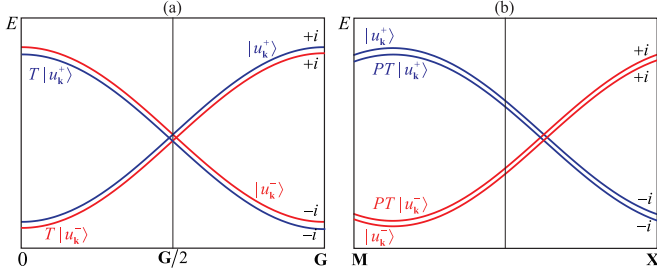 (a)
(b)
E
|u_k^+⟩
+i
+i
T|u_k^+⟩
|u_k^-⟩
-i
-i
T|u_k^-⟩
0
G/2
G
E
|u_k^+⟩
PT|u_k^+⟩
+i
+i
PT|u_k^-⟩
|u_k^-⟩
-i
-i
M
X